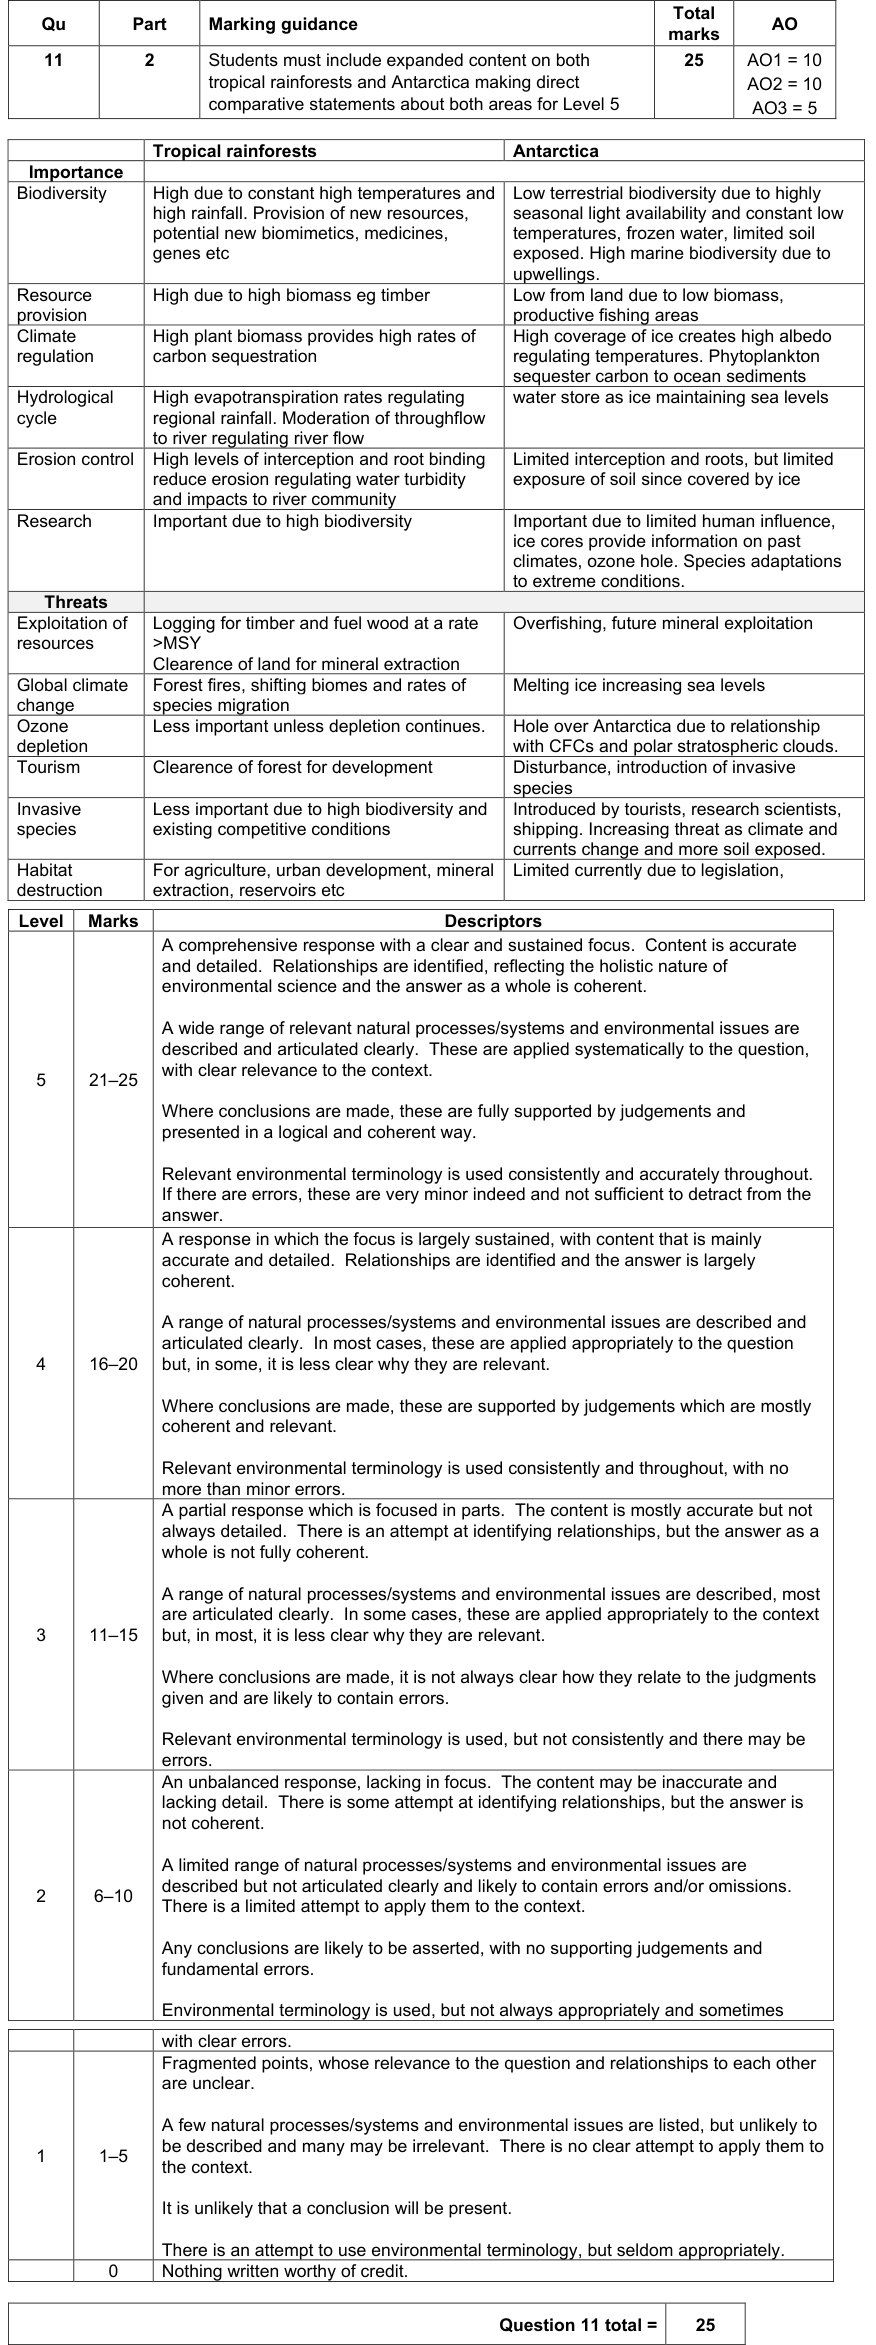 Qu Part Marking guidance Total marks AO
11 2 Students must include expanded content on both 25 AO1 = 10
tropical rainforests and Antarctica making direct AO2 = 10
comparative statements about both areas for Level 5 AO3 = 5
Tropical rainforests Antarctica
Importance
Biodiversity High due to constant high temperatures and Low terrestrial biodiversity due to highly
high rainfall. Provision of new resources, seasonal light availability and constant low
potential new biomimetics, medicines, temperatures, frozen water, limited soil
genes etc exposed. High marine biodiversity due to
upwellings.
Resource High due to high biomass eg timber Low from land due to low biomass,
provision productive fishing areas
Climate High plant biomass provides high rates of High coverage of ice creates high albedo
regulation carbon sequestration regulating temperatures. Phytoplankton
sequester carbon to ocean sediments
Hydrological High evapotranspiration rates regulating water store as ice maintaining sea levels
cycle regional rainfall. Moderation of throughflow
to river regulating river flow
Erosion control High levels of interception and root binding Limited interception and roots, but limited
reduce erosion regulating water turbidity exposure of soil since covered by ice
and impacts to river community
Research Important due to high biodiversity Important due to limited human influence,
ice cores provide information on past
climates, ozone hole. Species adaptations
to extreme conditions.
Threats
Exploitation of Logging for timber and fuel wood at a rate Overfishing, future mineral exploitation
resources >MSY
Clearence of land for mineral extraction
Global climate Forest fires, shifting biomes and rates of Melting ice increasing sea levels
change species migration
Ozone Less important unless depletion continues. Hole over Antarctica due to relationship
depletion with CFCs and polar stratospheric clouds.
Tourism Clearence of forest for development Disturbance, introduction of invasive
species
Invasive Less important due to high biodiversity and Introduced by tourists, research scientists,
species existing competitive conditions shipping. Increasing threat as climate and
currents change and more soil exposed.
Habitat For agriculture, urban development, mineral Limited currently due to legislation,
destruction extraction, reservoirs etc
Level Marks Descriptors
A comprehensive response with a clear and sustained focus. Content is accurate
and detailed. Relationships are identified, reflecting the holistic nature of
environmental science and the answer as a whole is coherent.
A wide range of relevant natural processes/systems and environmental issues are
described and articulated clearly. These are applied systematically to the question,
5 21–25 with clear relevance to the context.
Where conclusions are made, these are fully supported by judgements and
presented in a logical and coherent way.
Relevant environmental terminology is used consistently and accurately throughout.
If there are errors, these are very minor indeed and not sufficient to detract from the
answer.
A response in which the focus is largely sustained, with content that is mainly
accurate and detailed. Relationships are identified and the answer is largely
coherent.
A range of natural processes/systems and environmental issues are described and
articulated clearly. In most cases, these are applied appropriately to the question
4 16–20 but, in some, it is less clear why they are relevant.
Where conclusions are made, these are supported by judgements which are mostly
coherent and relevant.
Relevant environmental terminology is used consistently and throughout, with no
more than minor errors.
A partial response which is focused in parts. The content is mostly accurate but not
always detailed. There is an attempt at identifying relationships, but the answer as a
whole is not fully coherent.
A range of natural processes/systems and environmental issues are described, most
are articulated clearly. In some cases, these are applied appropriately to the context
3 11–15 but, in most, it is less clear why they are relevant.
Where conclusions are made, it is not always clear how they relate to the judgments
given and are likely to contain errors.
Relevant environmental terminology is used, but not consistently and there may be
errors.
An unbalanced response, lacking in focus. The content may be inaccurate and
lacking detail. There is some attempt at identifying relationships, but the answer is
not coherent.
A limited range of natural processes/systems and environmental issues are
described but not articulated clearly and likely to contain errors and/or omissions.
2 6–10 There is a limited attempt to apply them to the context.
Any conclusions are likely to be asserted, with no supporting judgements and
fundamental errors.
Environmental terminology is used, but not always appropriately and sometimes
with clear errors.
Fragmented points, whose relevance to the question and relationships to each other
are unclear.
A few natural processes/systems and environmental issues are listed, but unlikely to
be described and many may be irrelevant. There is no clear attempt to apply them to
1 1–5 the context.
It is unlikely that a conclusion will be present.
There is an attempt to use environmental terminology, but seldom appropriately.
0 Nothing written worthy of credit.
Question 11 total = 25